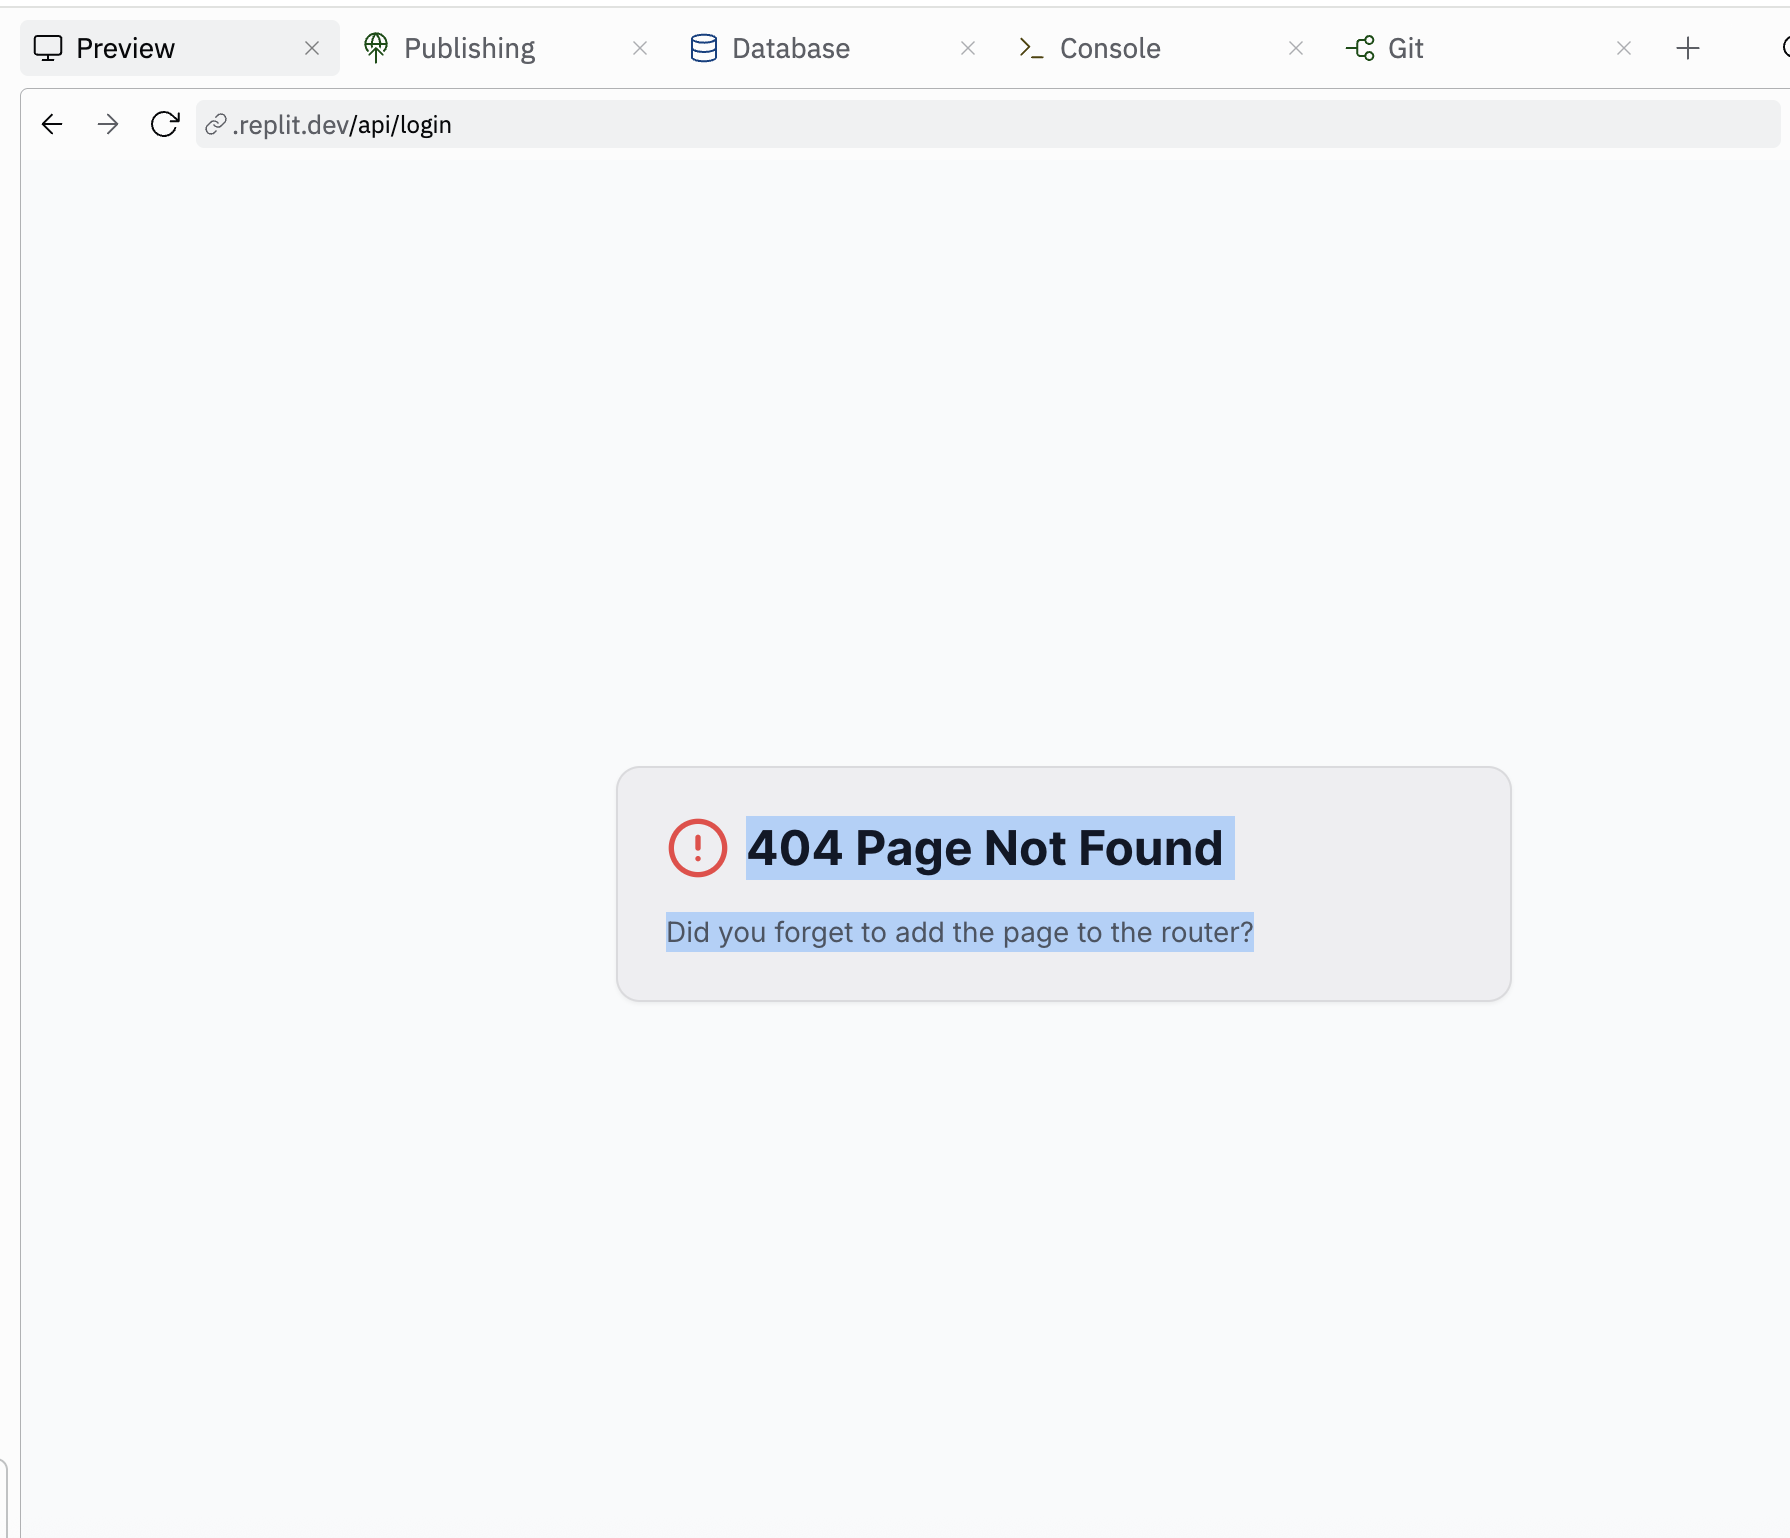 Preview
Publishing
Database
Console
Git
.replit.dev/api/login
404 Page Not Found
Did you forget to add the page to the router?